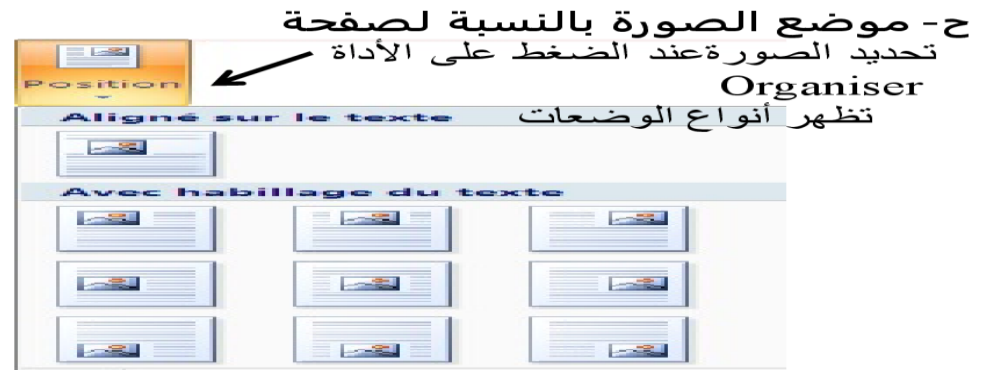 ح- موضع الصورة بالنسبة لصفحة
تحديد الصورةعند الضغط على الأداة
Position
Organiser
تظهر أنواع الوضعات
Aligné sur le texte
Avec habillage du texte